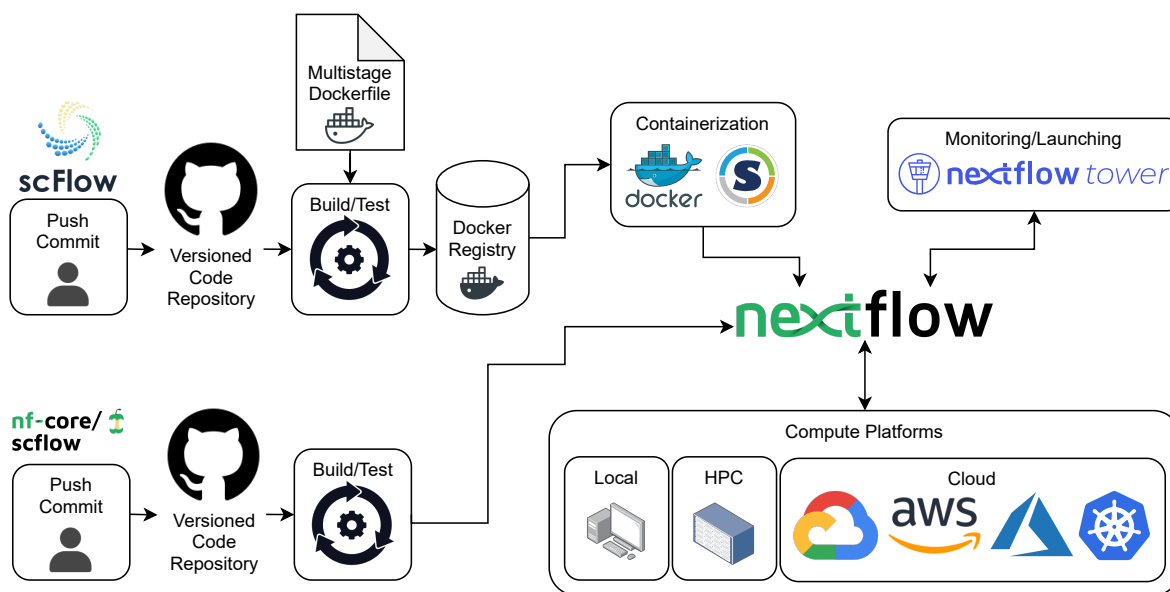 scFlow
Push
Commit
Versioned
Code
Repository
Multistage
Dockerfile
Build/Test
Docker
Registry
Containerization
docker
S
Monitoring/Launching
nextflow tower
nextflow
nf-core/
scflow
Push
Commit
Versioned
Code
Repository
Build/Test
Compute Platforms
Local
HPC
Cloud
aws